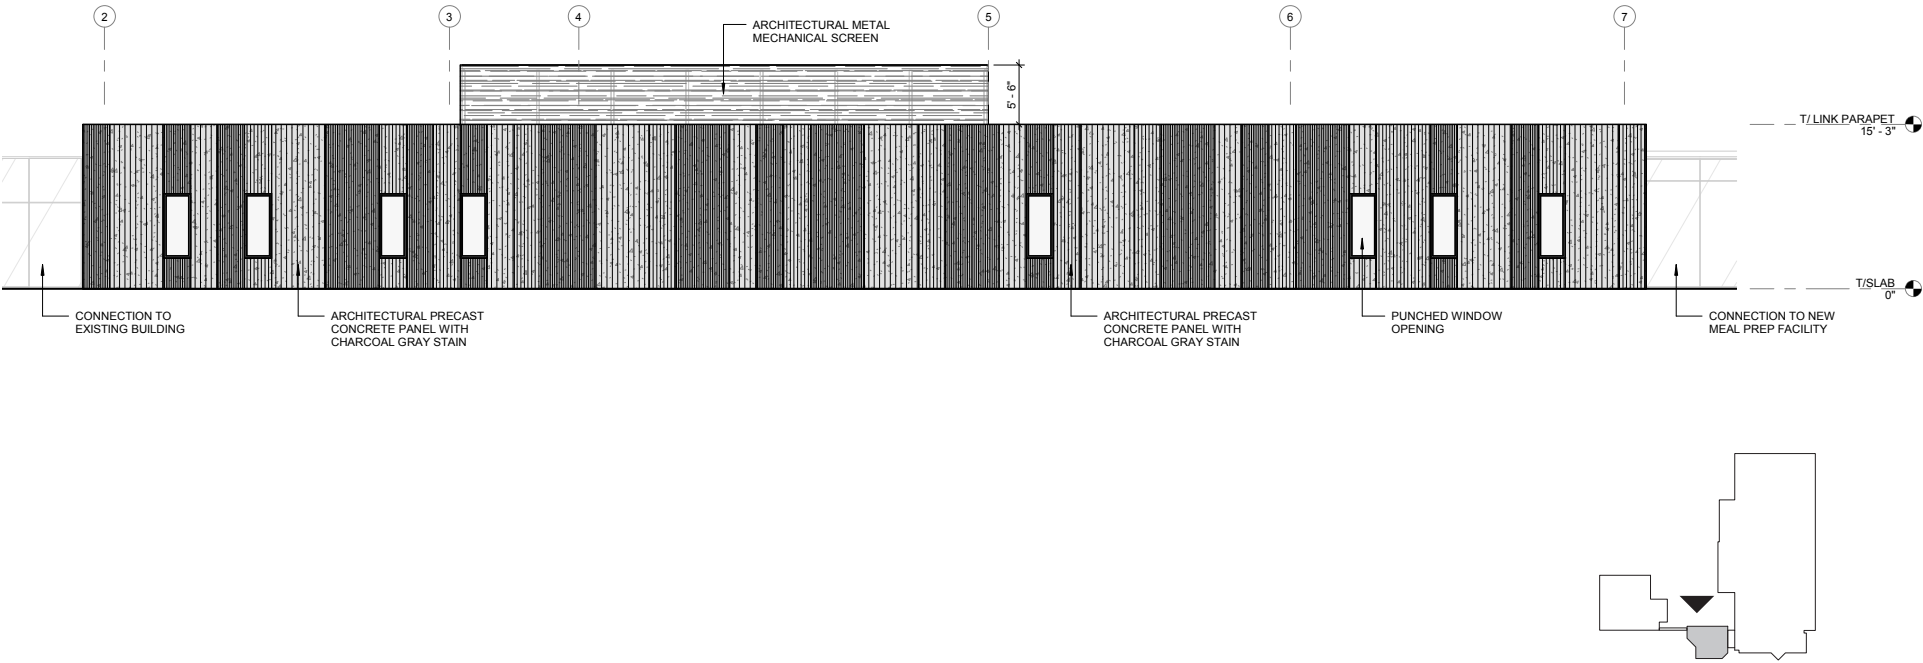 2
3
4
5
6
7
ARCHITECTURAL METAL
MECHANICAL SCREEN
5' - 6"
T/ LINK PARAPET
15' - 3"
T/SLAB
0"
CONNECTION TO
EXISTING BUILDING
ARCHITECTURAL PRECAST
CONCRETE PANEL WITH
CHARCOAL GRAY STAIN
ARCHITECTURAL PRECAST
CONCRETE PANEL WITH
CHARCOAL GRAY STAIN
PUNCHED WINDOW
OPENING
CONNECTION TO NEW
MEAL PREP FACILITY